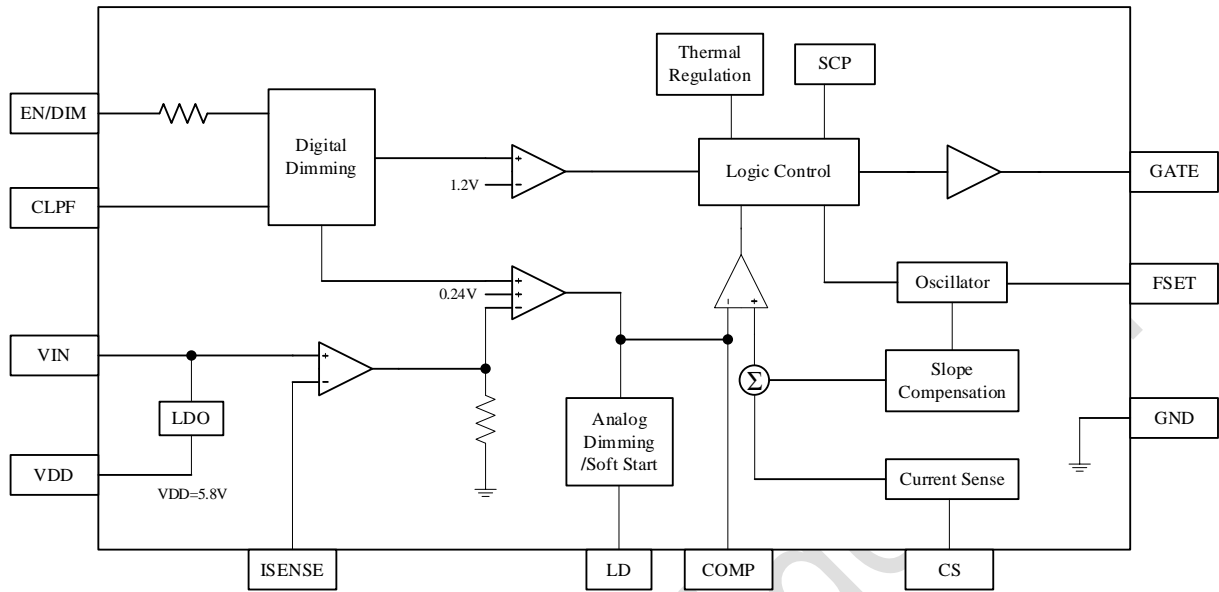 Thermal
Regulation
SCP
EN/DIM
Digital
Dimming
+
−
1.2V
Logic Control
GATE
CLPF
0.24V
+
+
−
− +
Oscillator
FSET
VIN
+
−
LDO
Σ
Slope
Compensation
Analog
Dimming
/Soft Start
GND
VDD
VDD=5.8V
Current Sense
ISENSE
LD
COMP
CS